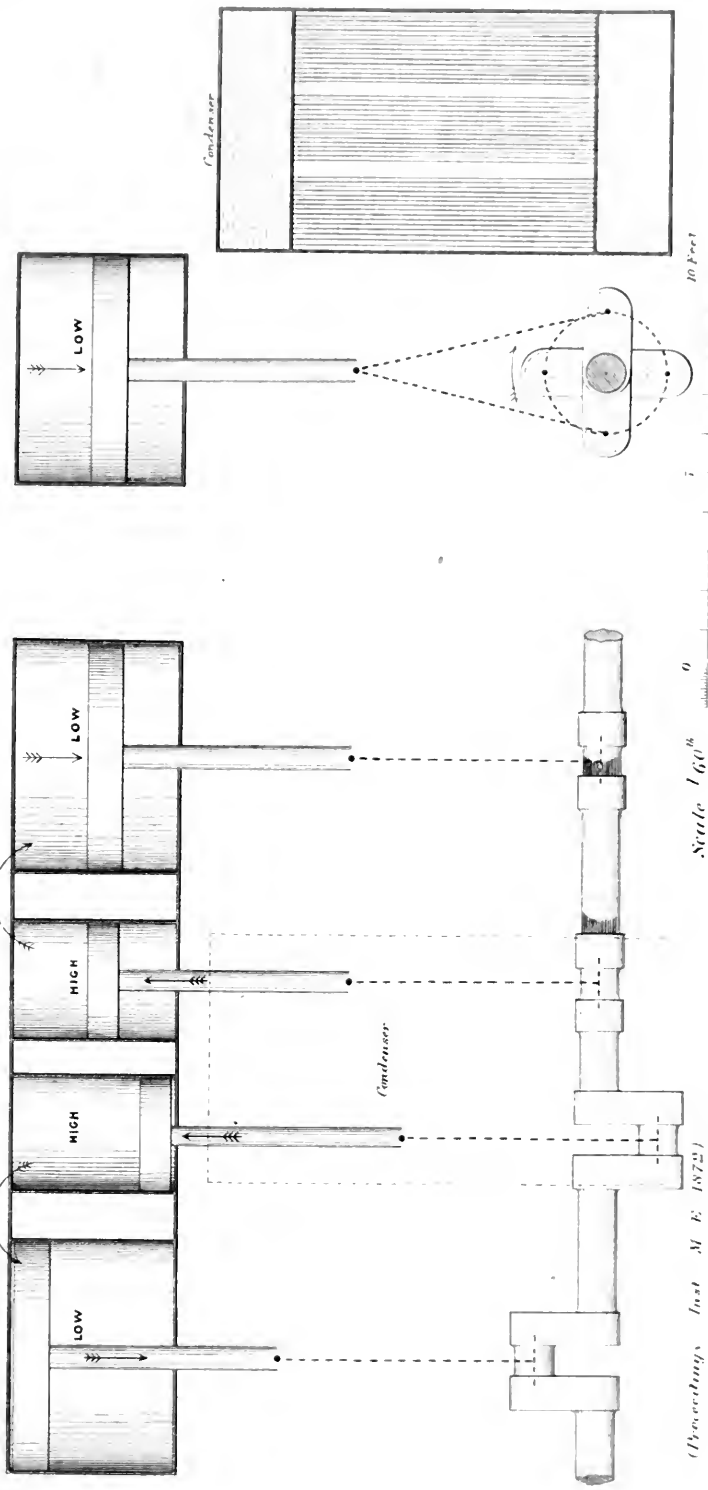 Condenser
LOW
LOW
HIGH
HIGH
LOW
Condenser
Scale 1/60th
0
10 Feet
(Proceedings Inst M E 1872)